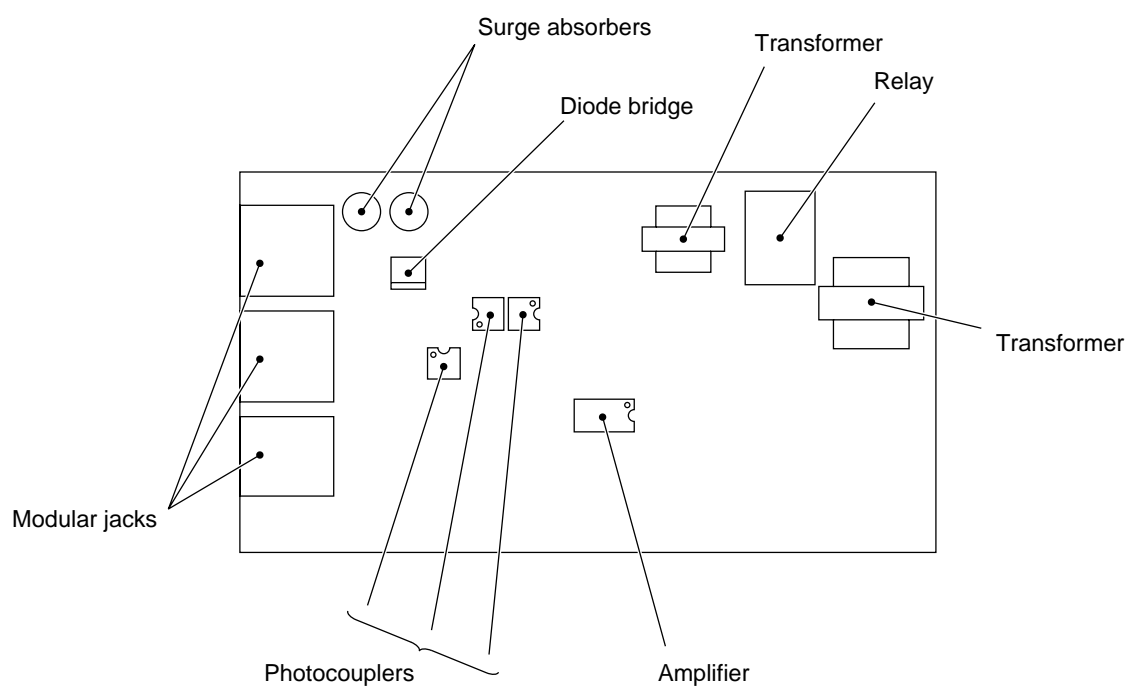 Surge absorbers
Transformer
Relay
Diode bridge
Transformer
Modular jacks
Photocouplers
Amplifier